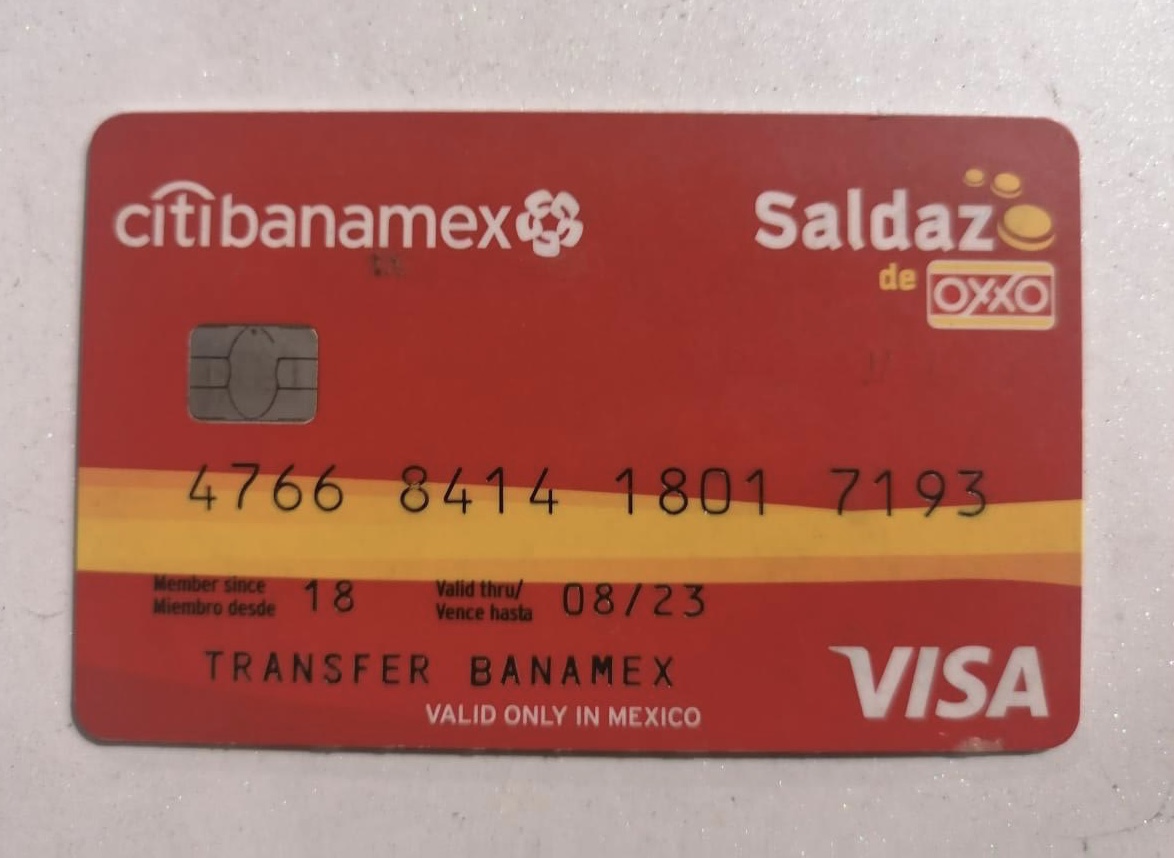 citibanamex
Saldazo
de OXXO
4766 8414 1801 7193
Member since
Miembro desde 18
Valid thru/
Vence hasta 08/23
TRANSFER BANAMEX
VALID ONLY IN MEXICO
VISA